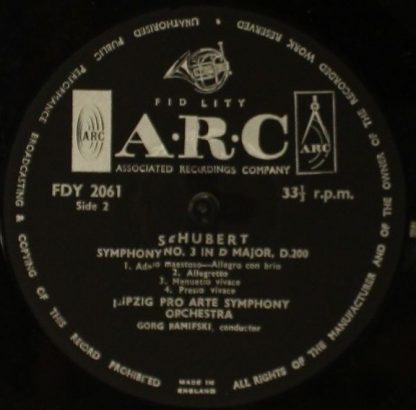 UNAUTHORISED PUBLIC PERFORMANCE BROADCASTING & COPYING OF THIS RECORD PROHIBITED
ALL RIGHTS OF THE MANUFACTURER AND OF THE OWNER OF THE RECORDED WORK RESERVED
FID LITY
ARC
A·R·C
ARC
ASSOCIATED RECORDINGS COMPANY
FDY 2061
33⅓ r.p.m.
Side 2
SCHUBERT
SYMPHONY NO. 3 IN D MAJOR, D.200
1. Adagio maestoso—Allegro con brio
2. Allegretto
3. Menuetto vivace
4. Presto vivace
LEIPZIG PRO ARTE SYMPHONY
ORCHESTRA
conductor
MADE IN
ENGLAND